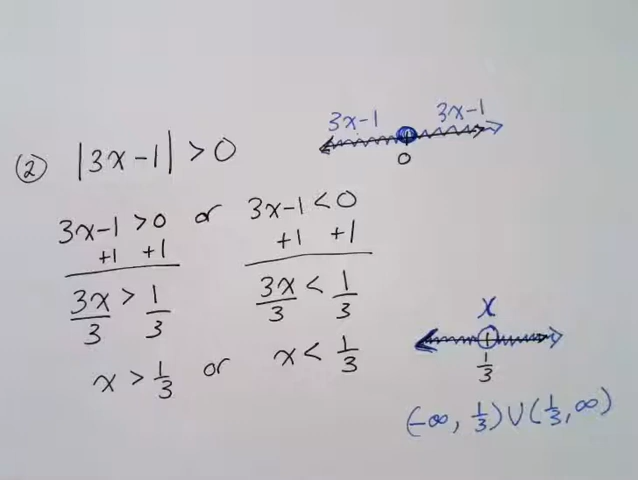 3x-1 3x-1
0
② |3x-1| > 0
3x-1 > 0 or 3x-1 < 0
+1 +1 +1 +1
3x/3 > 1/3 3x/3 < 1/3
x > 1/3 or x < 1/3
x
1/3
(-∞, 1/3) ∪ (1/3, ∞)